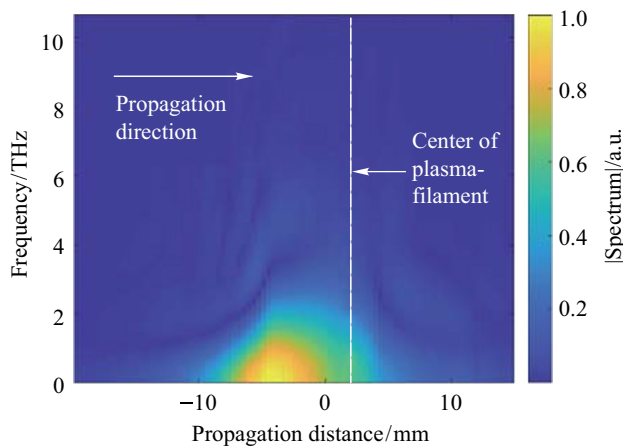 10
8
6
4
2
0
Frequency/THz
Propagation
direction
Center of
plasma-
filament
−10
0
10
Propagation distance/mm
1.0
0.8
0.6
0.4
0.2
|Spectrum|/a.u.